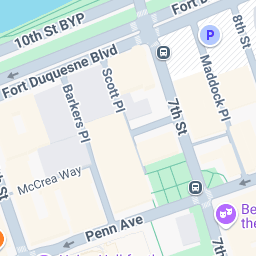 10th St BYP
Fort D
8th S
P
Fort Duquesne Blvd
Maddock Pl
Scott Pl
Barkers Pl
7th St
McCrea Way
Be
the
Penn Ave
7th